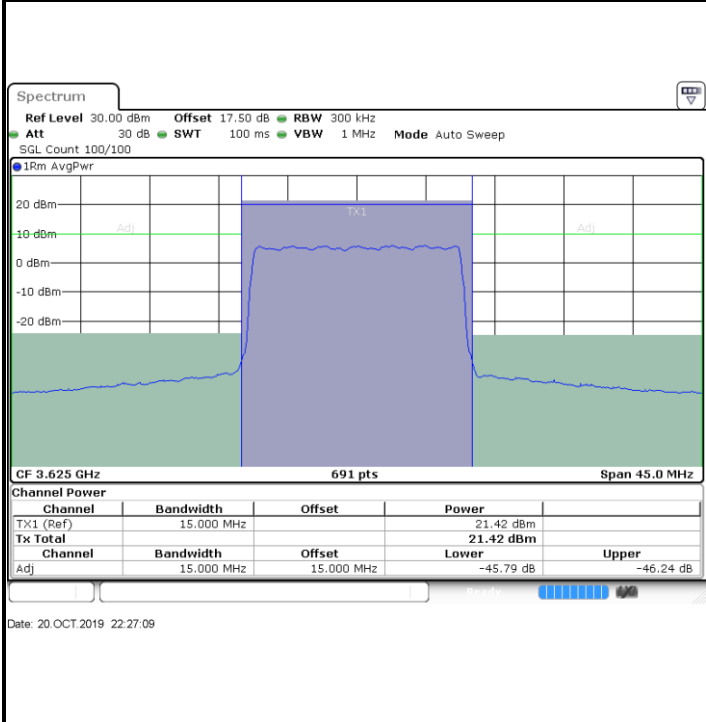 Spectrum
Ref Level 30.00 dBm Offset 17.50 dB RBW 300 kHz
Att 30 dB SWT 100 ms VBW 1 MHz Mode Auto Sweep
SGL Count 100/100
1Rm AvgPwr
20 dBm
TX1
Adj Adj
10 dBm
0 dBm
-10 dBm
-20 dBm
CF 3.625 GHz 691 pts Span 45.0 MHz
Channel Power
Channel Bandwidth Offset Power
TX1 (Ref) 15.000 MHz 21.42 dBm
Tx Total 21.42 dBm
Channel Bandwidth Offset Lower Upper
Adj 15.000 MHz 15.000 MHz -45.79 dB -46.24 dB
Ready
Date: 20.OCT.2019 22:27:09